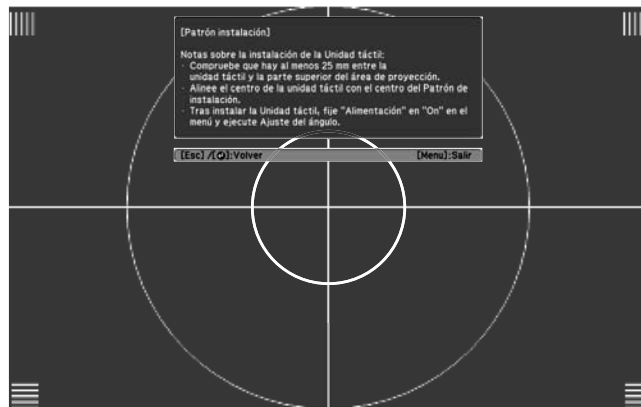 [Patrón instalación]
Notas sobre la instalación de la Unidad táctil:
· Compruebe que hay al menos 25 mm entre la
unidad táctil y la parte superior del área de proyección.
· Alinee el centro de la unidad táctil con el centro del Patrón de
instalación.
· Tras instalar la Unidad táctil, fije "Alimentación" en "On" en el
menú y ejecute Ajuste del ángulo.
[Esc] /[⏎]:Volver [Menu]:Salir